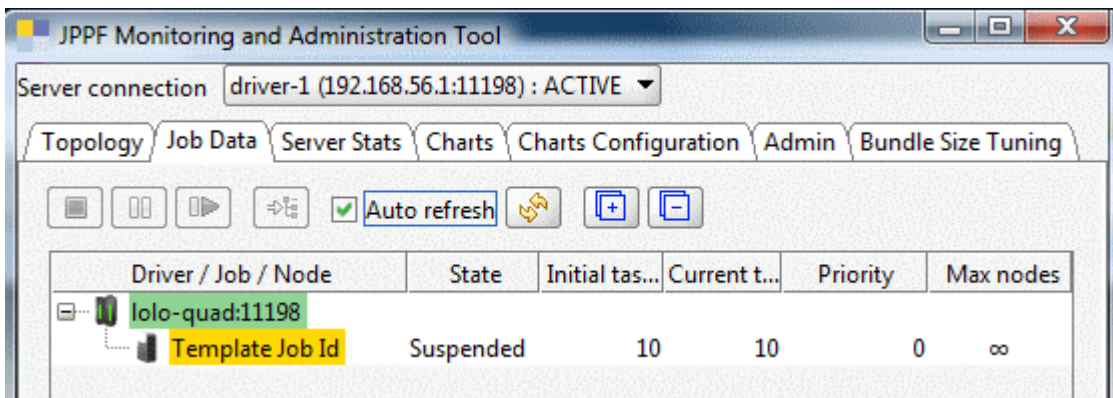 JPPF Monitoring and Administration Tool
Server connection driver-1 (192.168.56.1:11198) : ACTIVE
Topology Job Data Server Stats Charts Charts Configuration Admin Bundle Size Tuning
Auto refresh
Driver / Job / Node State Initial tas... Current t... Priority Max nodes
lolo-quad:11198
Template Job Id Suspended 10 10 0 ∞